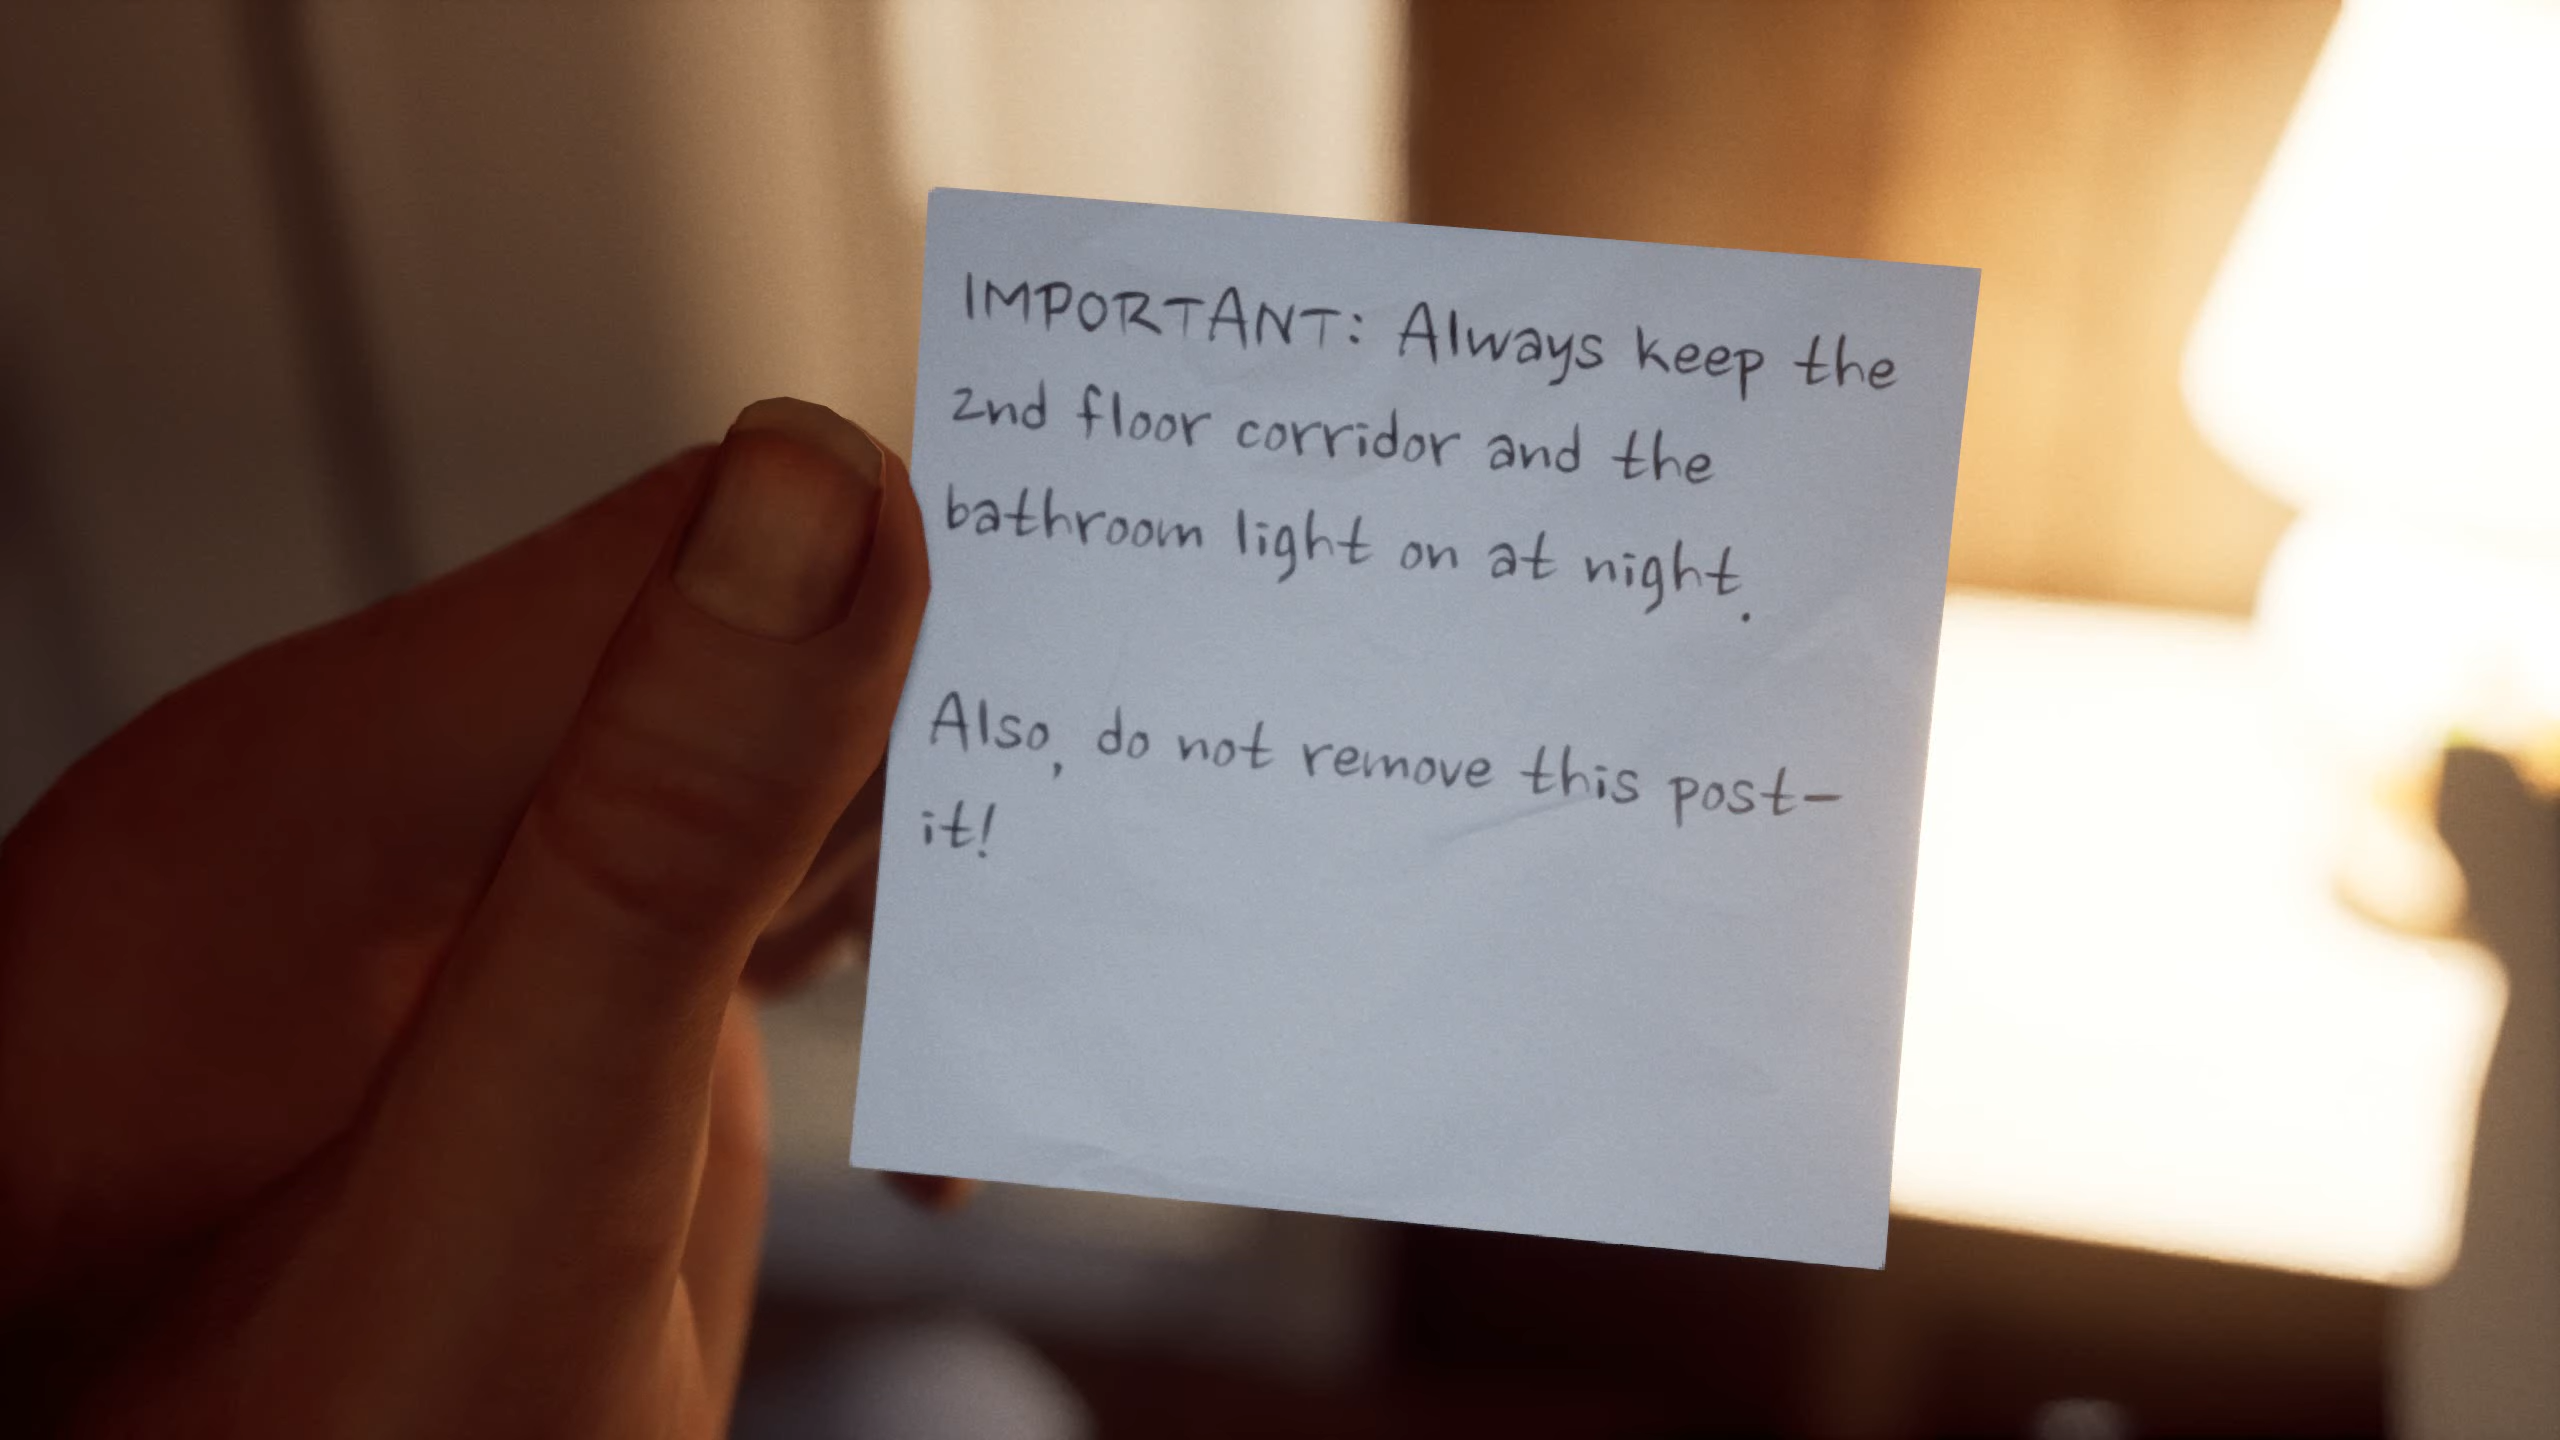 IMPORTANT: Always keep the
2nd floor corridor and the
bathroom light on at night.
Also, do not remove this post-
it!